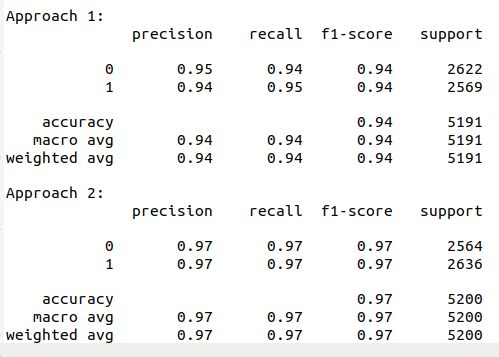 Approach 1:
              precision    recall  f1-score   support

           0       0.95      0.94      0.94      2622
           1       0.94      0.95      0.94      2569

    accuracy                           0.94      5191
   macro avg       0.94      0.94      0.94      5191
weighted avg       0.94      0.94      0.94      5191

Approach 2:
              precision    recall  f1-score   support

           0       0.97      0.97      0.97      2564
           1       0.97      0.97      0.97      2636

    accuracy                           0.97      5200
   macro avg       0.97      0.97      0.97      5200
weighted avg       0.97      0.97      0.97      5200